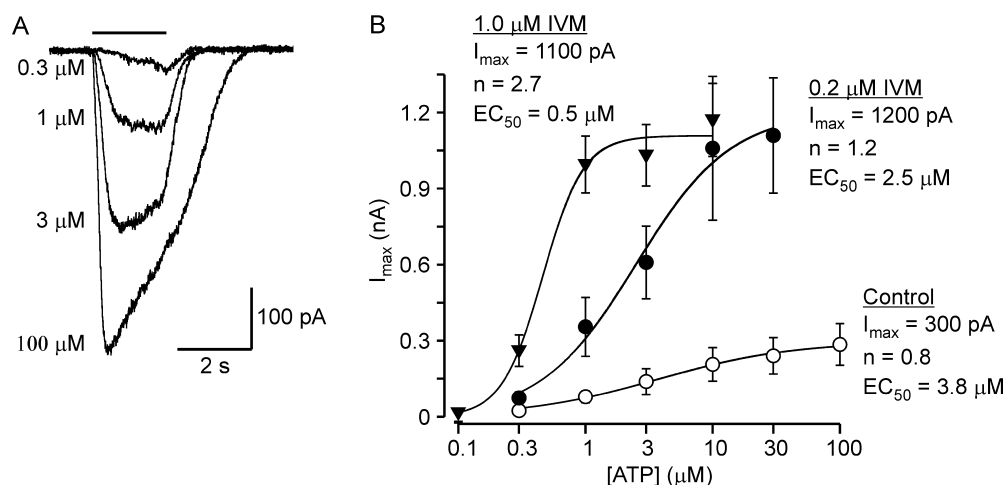 A
0.3 μM
1 μM
3 μM
100 μM
100 pA
2 s
B
1.0 μM IVM
I_max = 1100 pA
n = 2.7
EC_50 = 0.5 μM
0.2 μM IVM
I_max = 1200 pA
n = 1.2
EC_50 = 2.5 μM
Control
I_max = 300 pA
n = 0.8
EC_50 = 3.8 μM
I_max (nA)
1.2
0.9
0.6
0.3
0
0.1 0.3 1 3 10 30 100
[ATP] (μM)